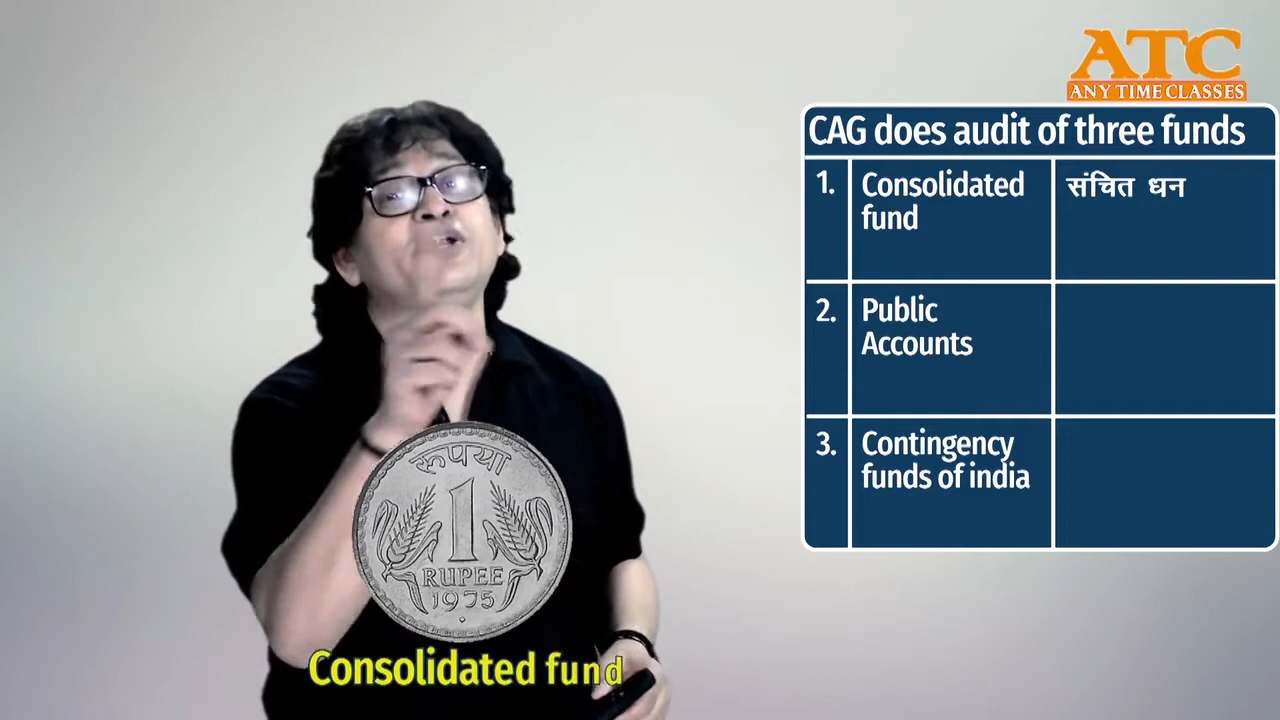 ATC
ANY TIME CLASSES
CAG does audit of three funds
1. Consolidated fund संचित धन
2. Public Accounts
3. Contingency funds of india
रूपया
1
RUPEE
1975
Consolidated fund